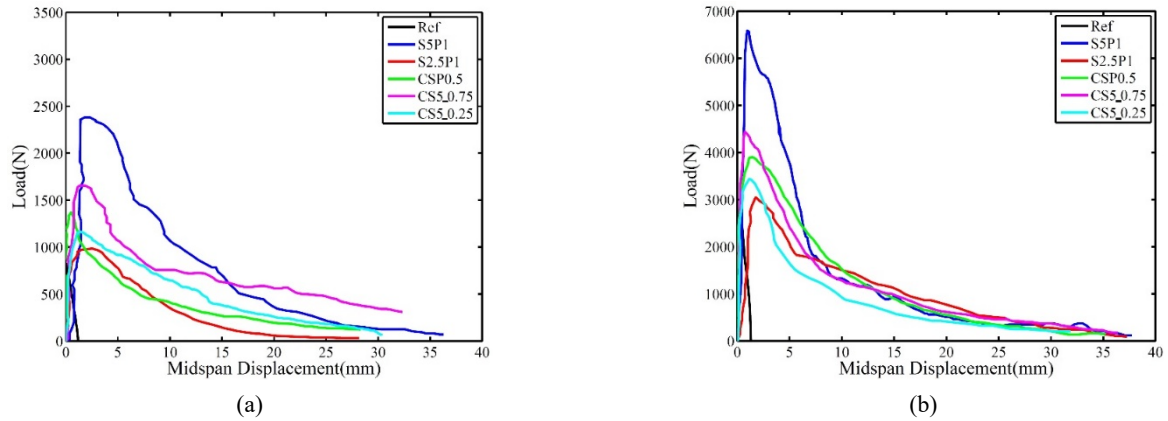 3500
3000
2500
2000
1500
1000
500
0
Load(N)
Ref
S5P1
S2.5P1
CSP0.5
CS5_0.75
CS5_0.25
0 5 10 15 20 25 30 35 40
Midspan Displacement(mm)
(a)
7000
6000
5000
4000
3000
2000
1000
0
Load(N)
Ref
S5P1
S2.5P1
CSP0.5
CS5_0.75
CS5_0.25
0 5 10 15 20 25 30 35 40
Midspan Displacement(mm)
(b)